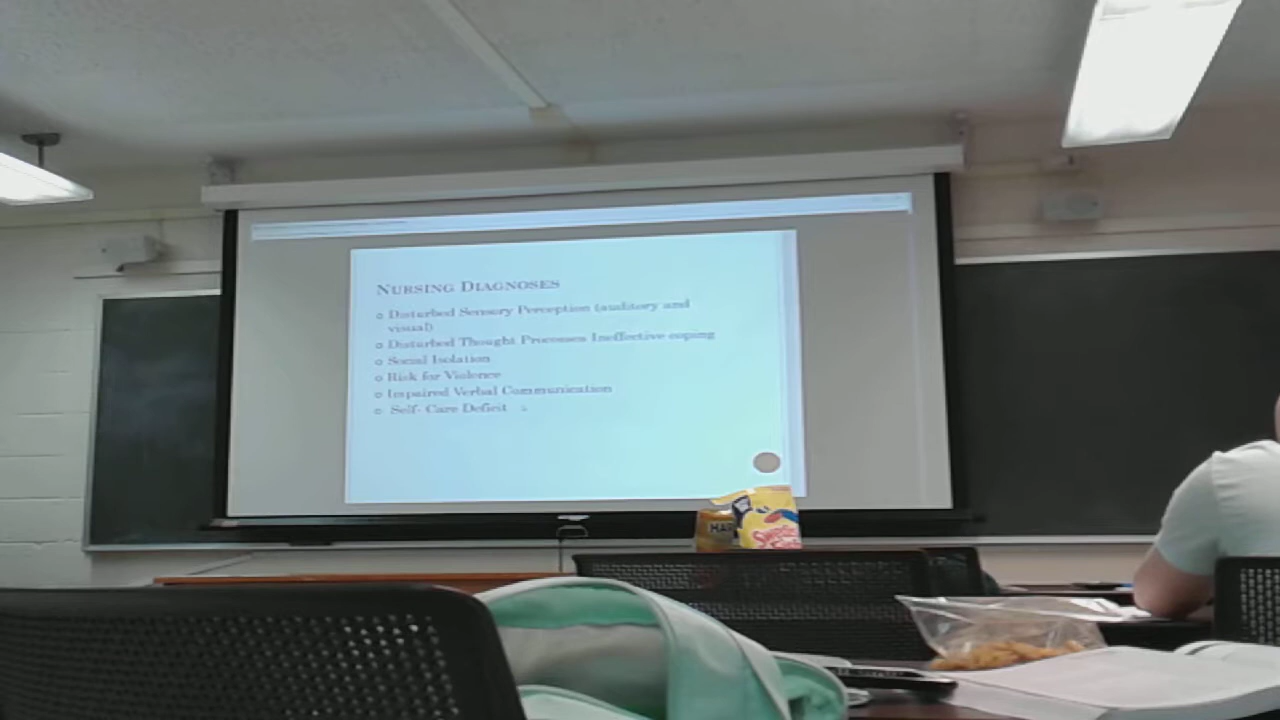 NURSING DIAGNOSES
Disturbed Sensory Perception (auditory and
visual)
Disturbed Thought Processes Ineffective coping
Social Isolation
Risk for Violence
Impaired Verbal Communication
Self- Care Deficit